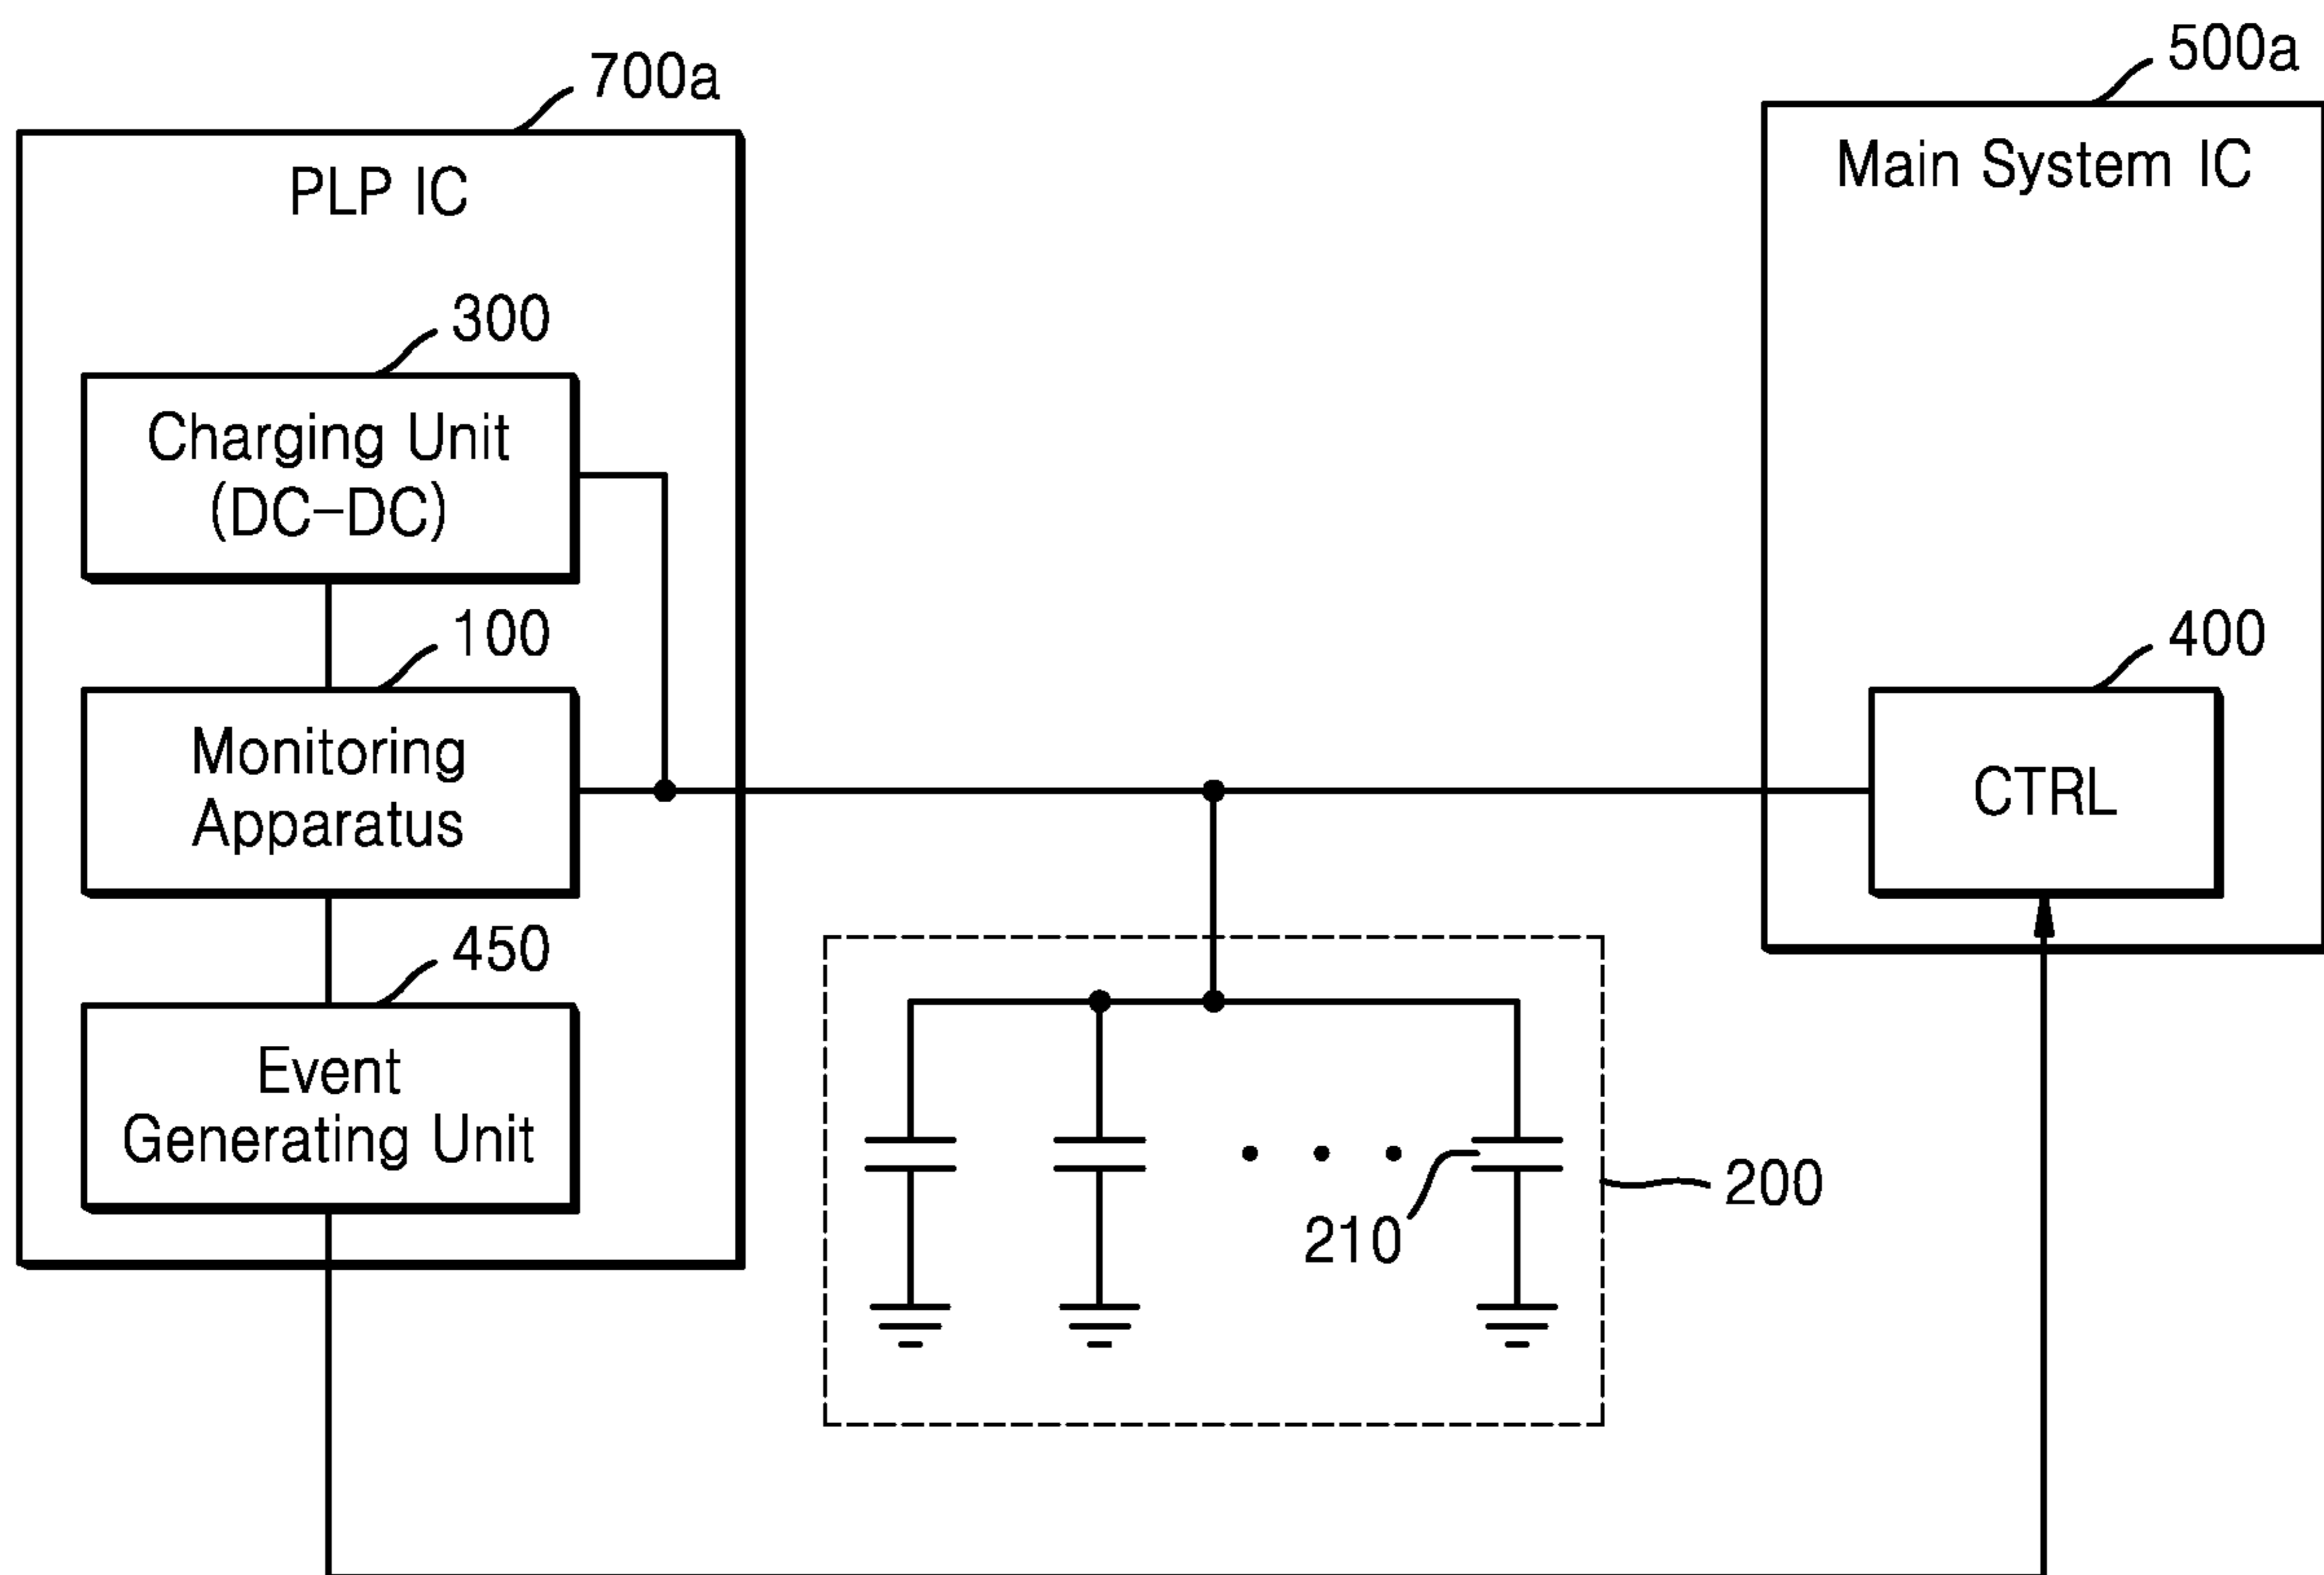 700a
500a
PLP IC
Main System IC
300
Charging Unit
(DC-DC)
100
400
Monitoring
Apparatus
CTRL
450
Event
Generating Unit
200
210